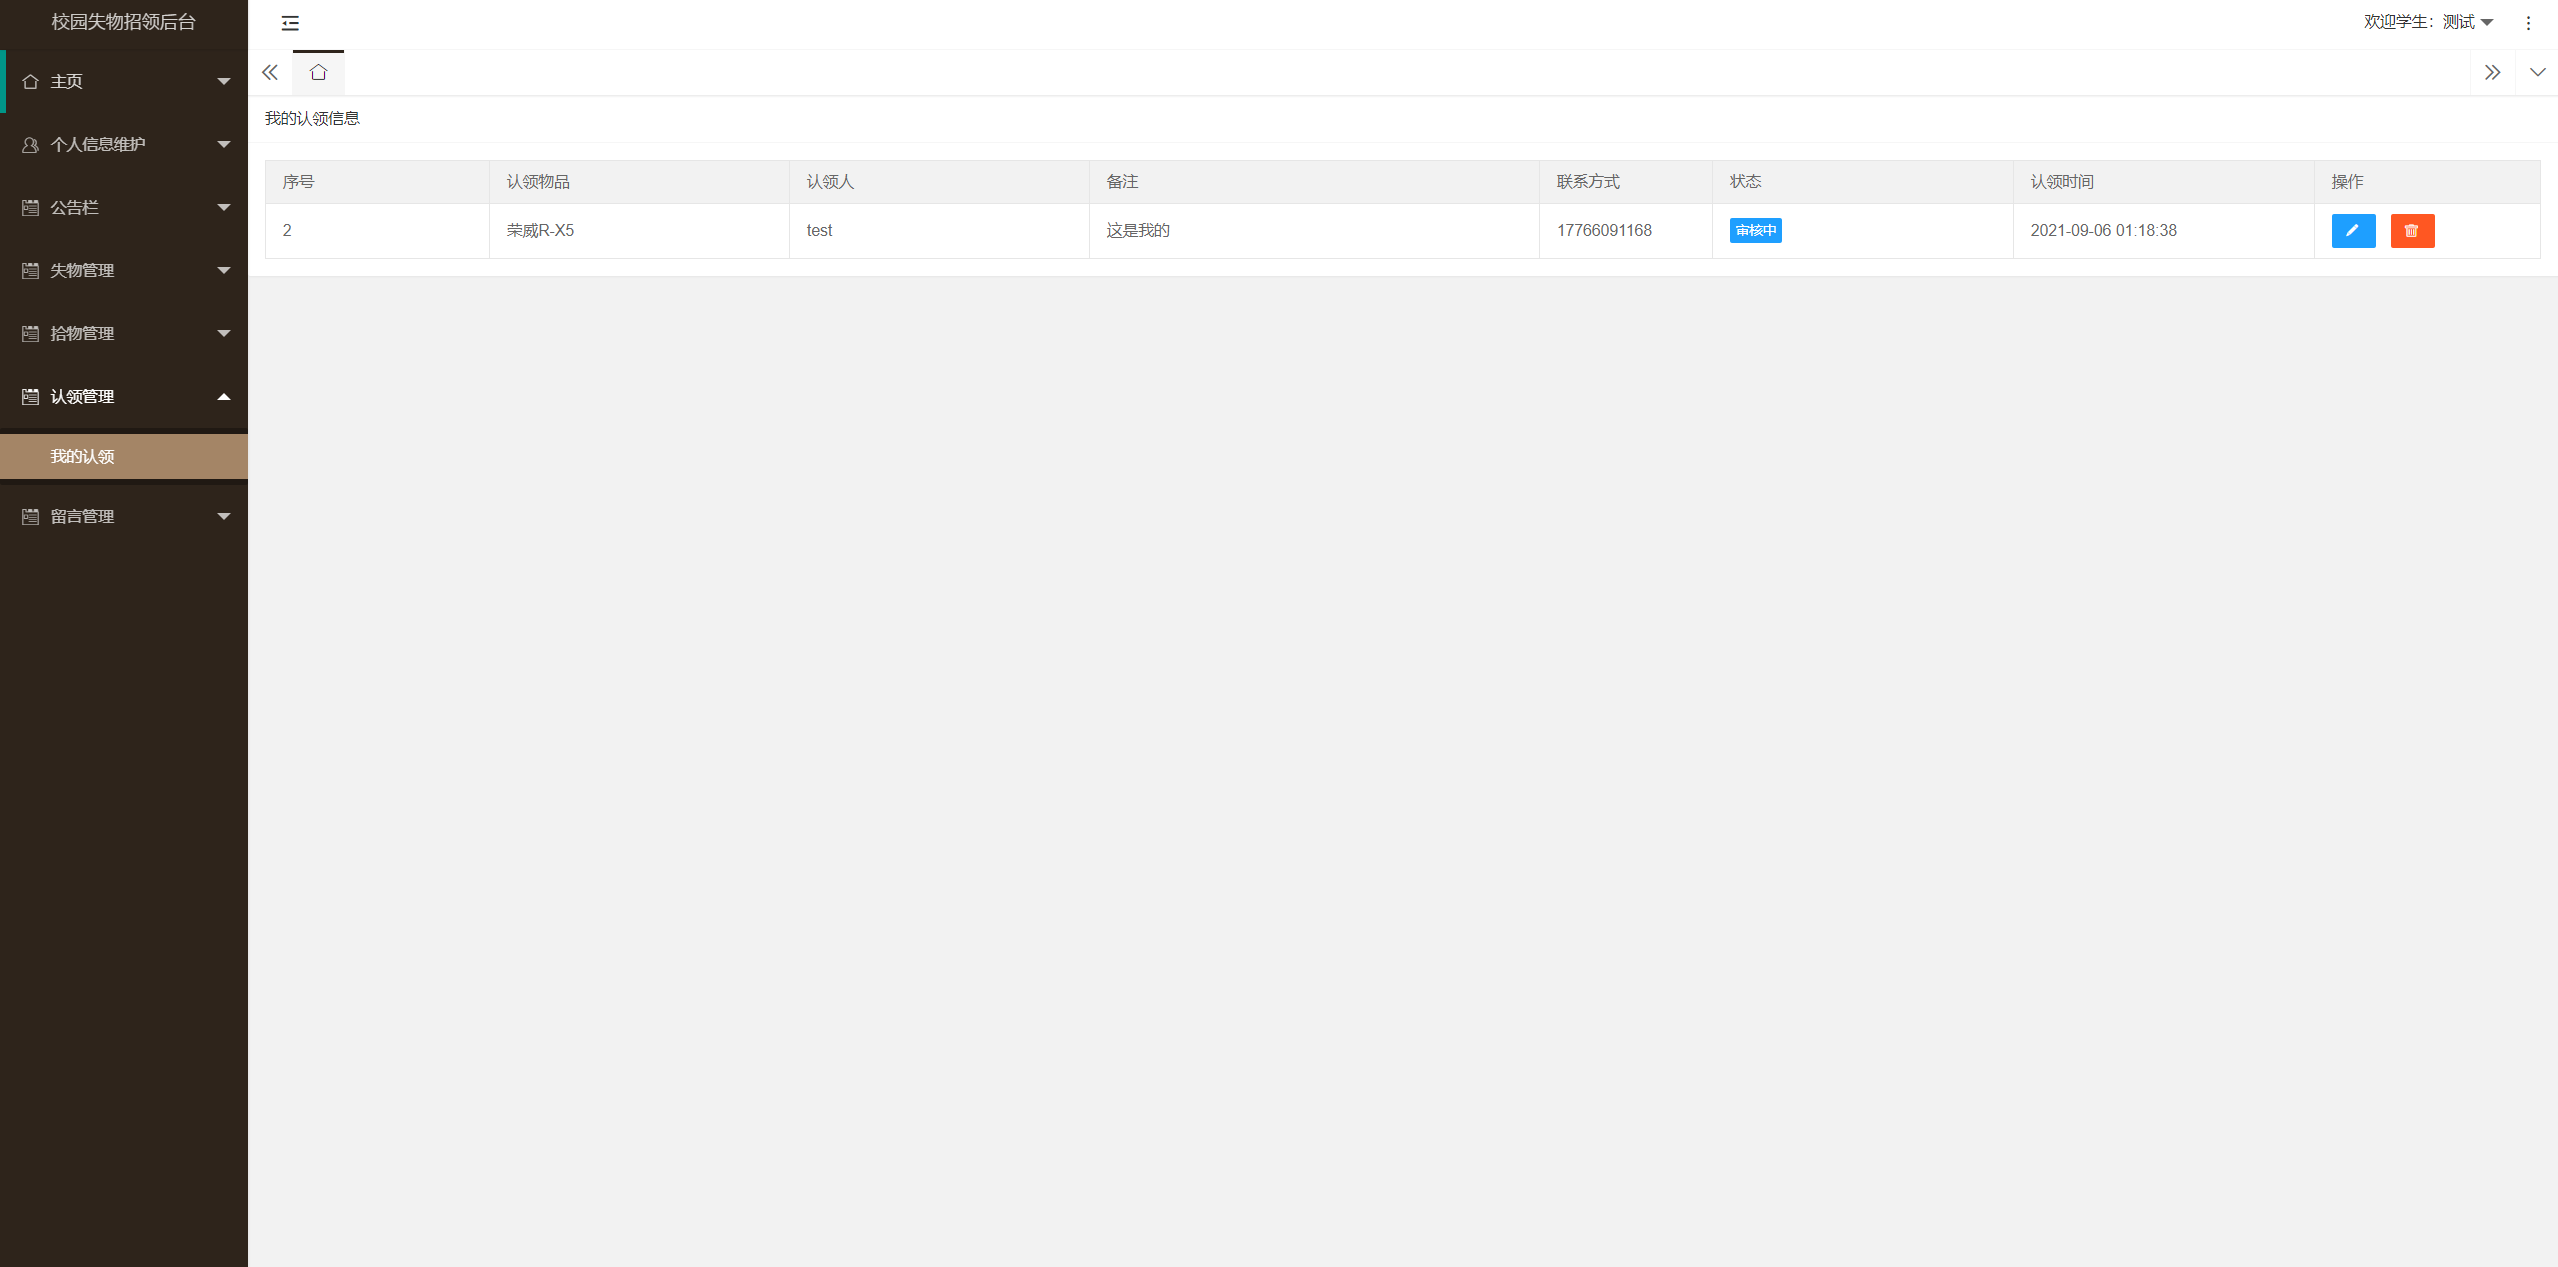 校园失物招领后台
欢迎学生：测试
主页
个人信息维护
公告栏
失物管理
拾物管理
认领管理
我的认领
留言管理
我的认领信息
序号 认领物品 认领人 备注 联系方式 状态 认领时间 操作
2 荣威R-X5 test 这是我的 17766091168 审核中 2021-09-06 01:18:38